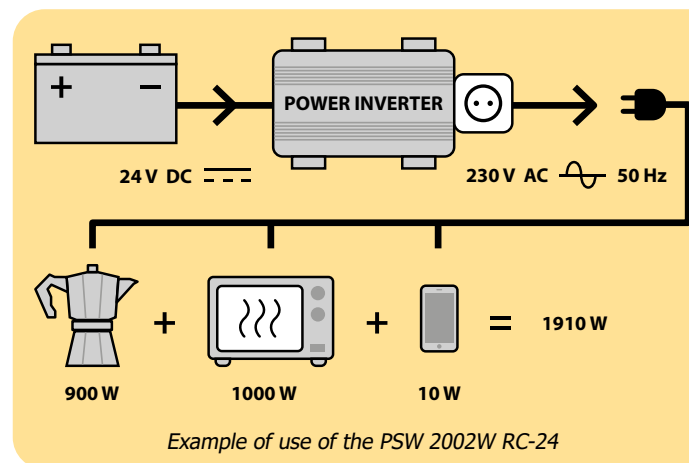 + −
POWER INVERTER
24 V DC
230 V AC 50 Hz
+ + = 1910 W
900 W 1000 W 10 W
Example of use of the PSW 2002W RC-24